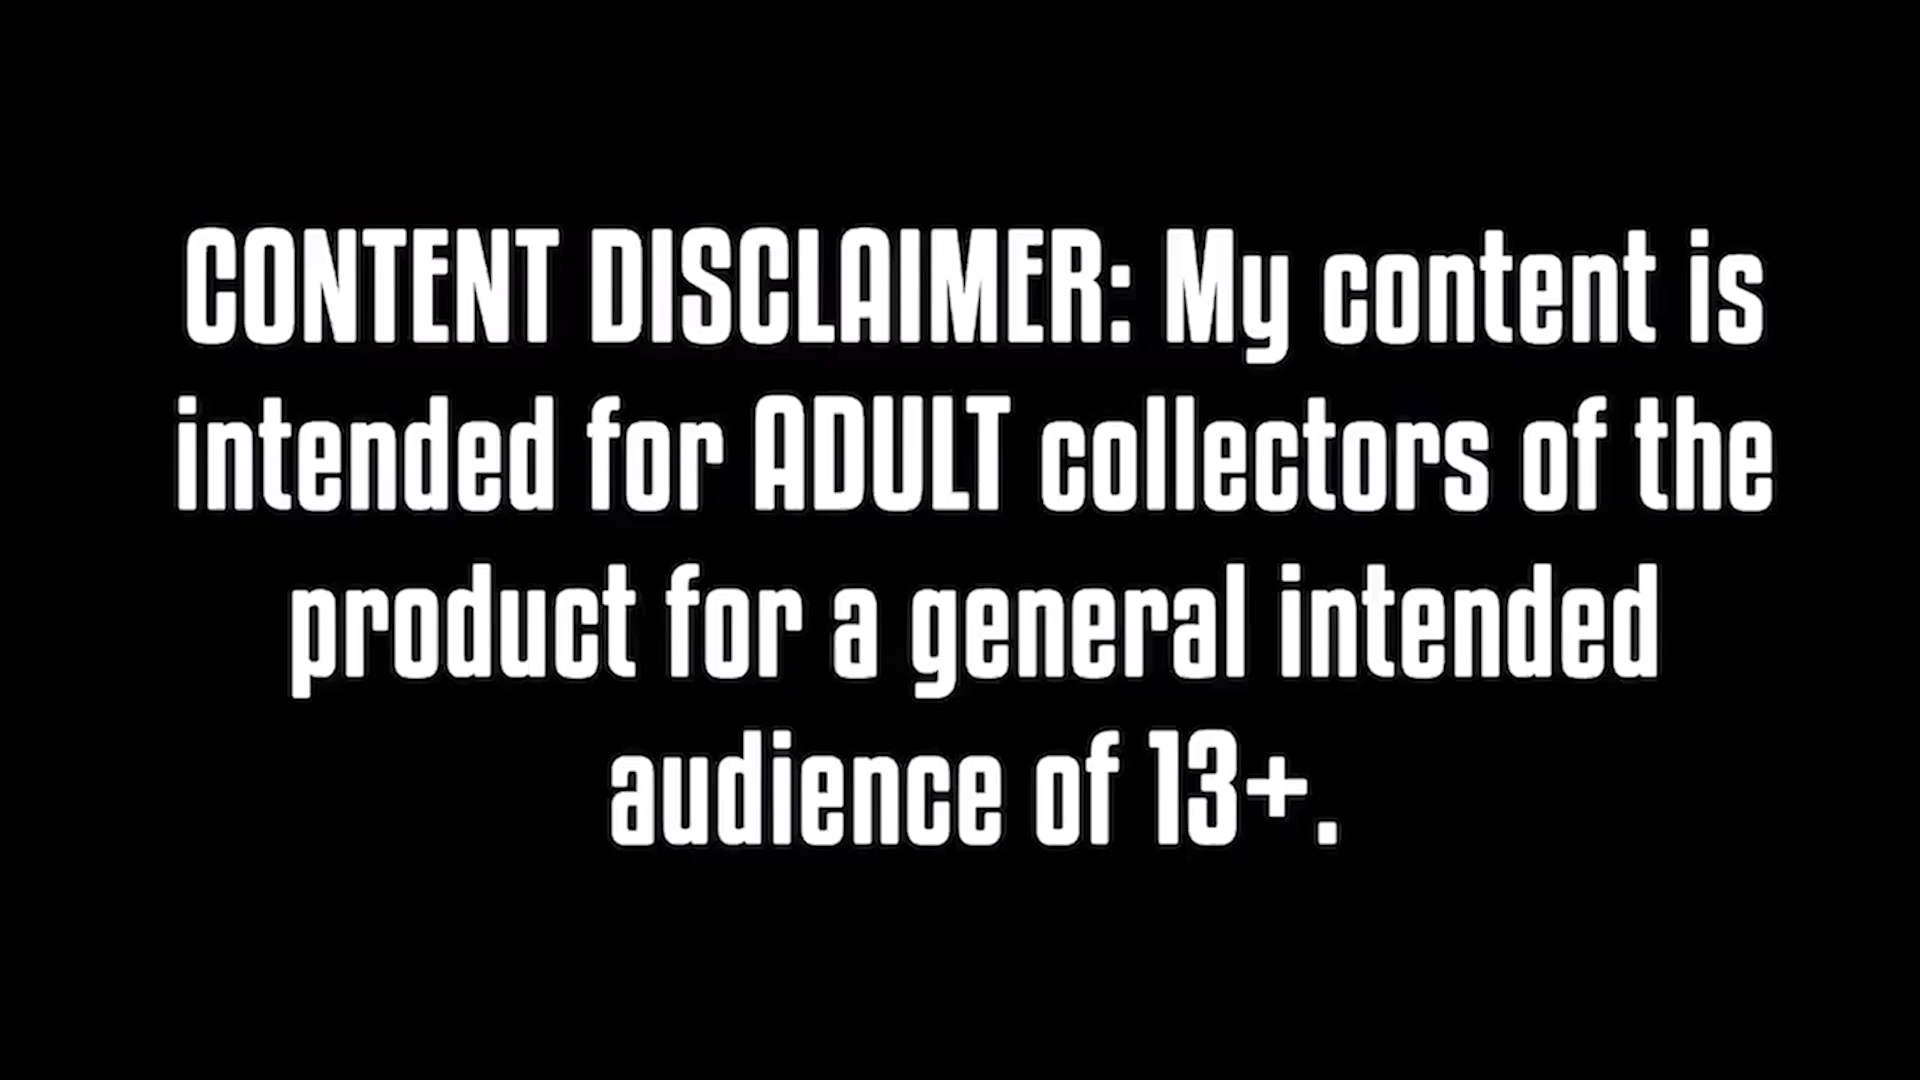 CONTENT DISCLAIMER: My content is
intended for ADULT collectors of the
product for a general intended
audience of 13+.